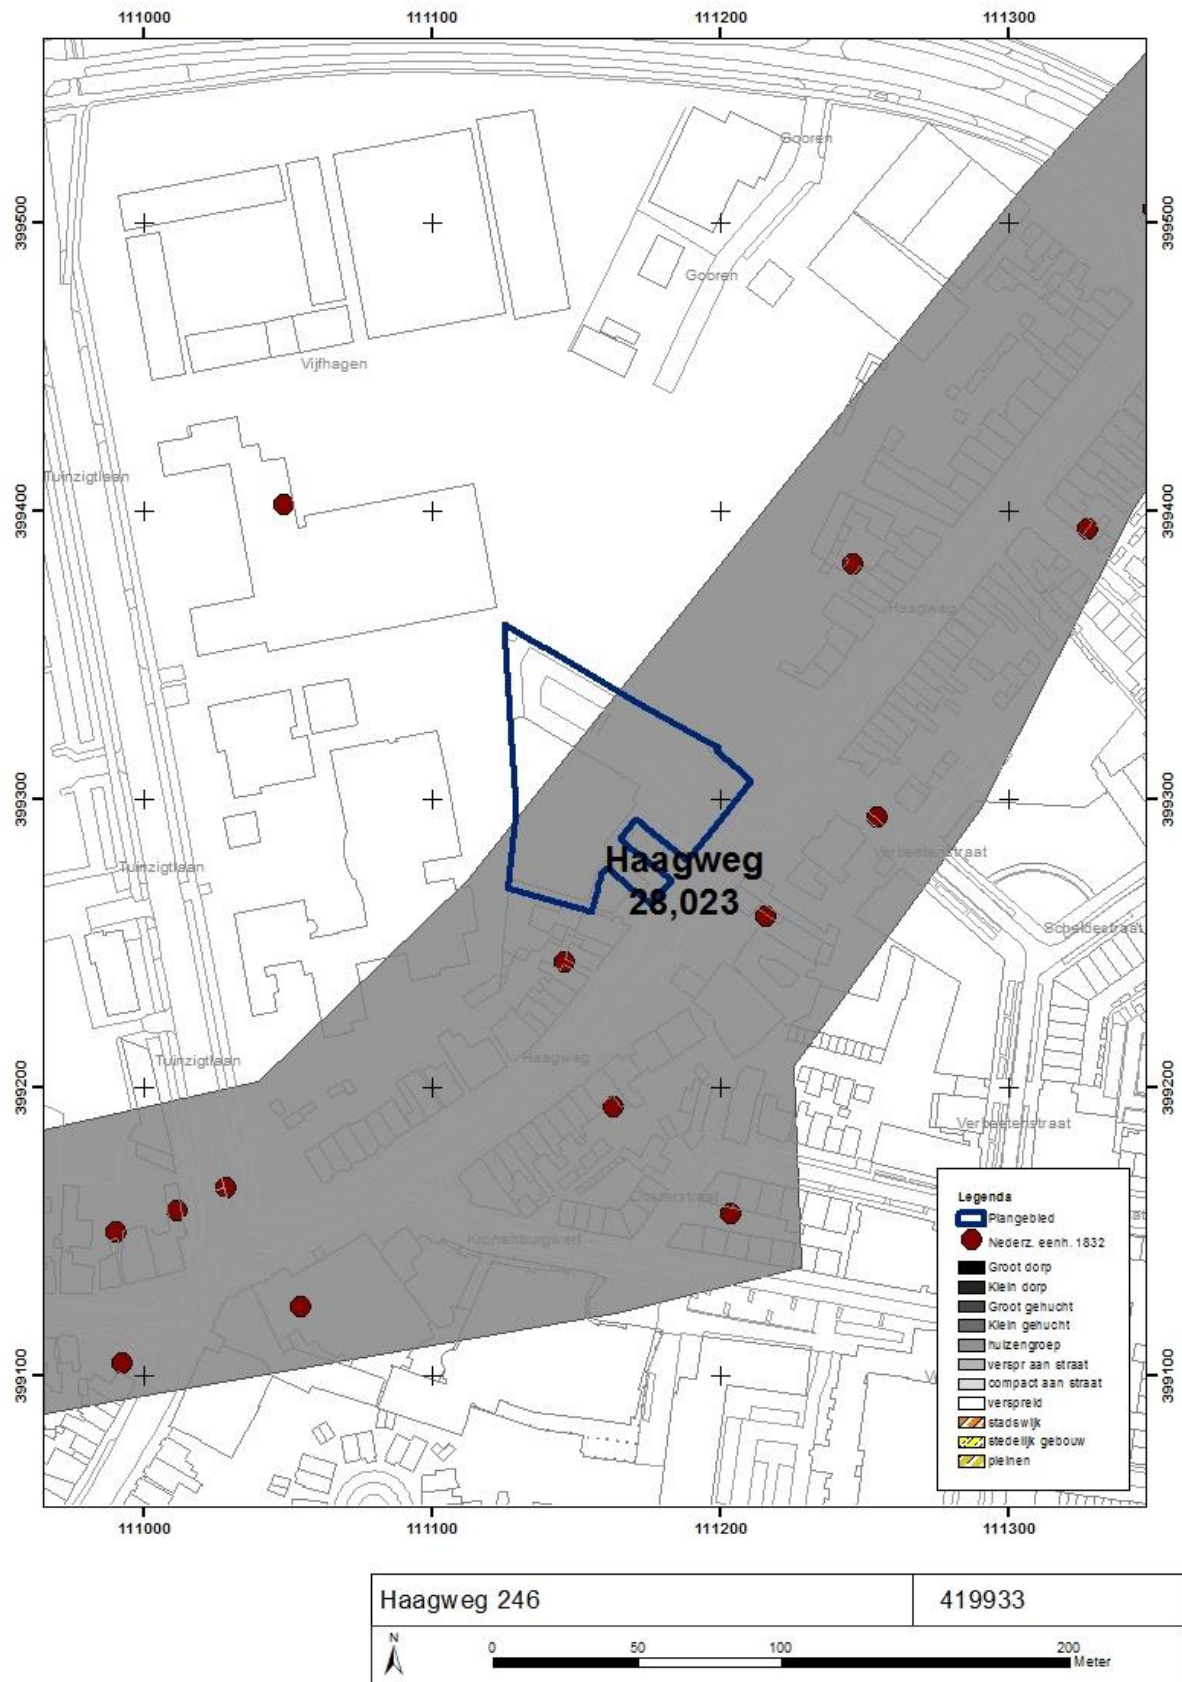 111000 111100 111200 111300
399500
399500
Gooren
Gooren
Vijfhagen
Tuinzigtlaan
399400
399400
Haagweg
399300
399300
Haagweg
28,023
Verbeetenstraat
Tuinzigtlaan
Scheldestraat
Tuinzigtlaan
Haagweg
399200
399200
Verbeetenstraat
Kronenburgwerf
399100
399100
Legenda
Plangebied
Nederz. eenh. 1832
Groot dorp
Klein dorp
Groot gehucht
Klein gehucht
huizengroep
verspr aan straat
compact aan straat
verspreid
stadswijk
stedelijk gebouw
pleinen
111000 111100 111200 111300
Haagweg 246
419933
N
0 50 100 200
Meter